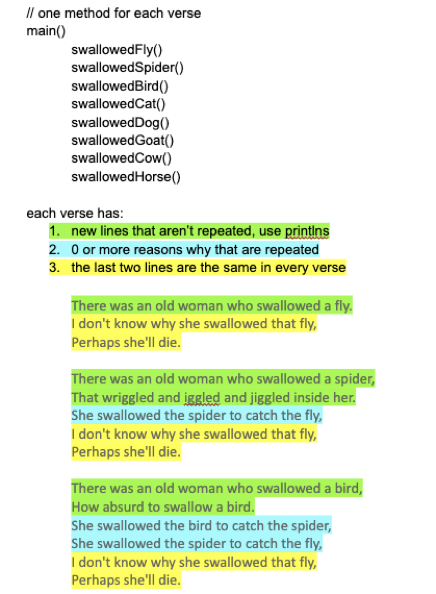 // one method for each verse
main()
swallowedFly()
swallowedSpider()
swallowedBird()
swallowedCat()
swallowedDog()
swallowedGoat()
swallowedCow()
swallowedHorse()
each verse has:
1. new lines that aren't repeated, use printlns
2. 0 or more reasons why that are repeated
3. the last two lines are the same in every verse
There was an old woman who swallowed a fly.
I don't know why she swallowed that fly,
Perhaps she'll die.
There was an old woman who swallowed a spider,
That wriggled and iggled and jiggled inside her.
She swallowed the spider to catch the fly,
I don't know why she swallowed that fly,
Perhaps she'll die.
There was an old woman who swallowed a bird,
How absurd to swallow a bird.
She swallowed the bird to catch the spider,
She swallowed the spider to catch the fly,
I don't know why she swallowed that fly,
Perhaps she'll die.